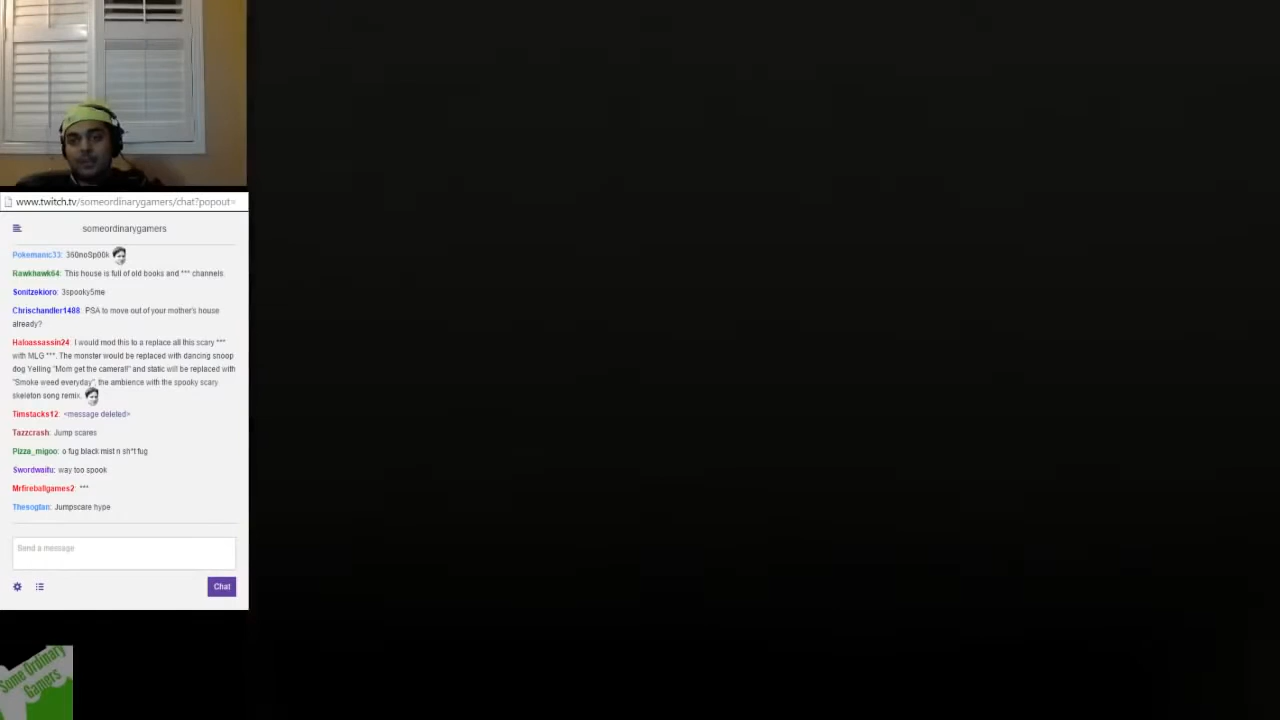 www.twitch.tv/someordinarygamers/chat?popout=
someordinarygamers
Pokemanic33: 360noSp00k
Rawkhawk64: This house is full of old books and *** channels.
Sonitzekioro: 3spooky5me
Chrischandler1488: PSA to move out of your mother's house
already?
Haloassassin24: I would mod this to a replace all this scary ***
with MLG ***. The monster would be replaced with dancing snoop
dog Yelling "Mom get the camera!!" and static will be replaced with
"Smoke weed everyday", the ambience with the spooky scary
skeleton song remix.
Timstacks12: <message deleted>
Tazzcrash: Jump scares
Pizza_migoo: o fug black mist n sh*t fug
Swordwaifu: way too spook
Mrfireballgames2: ***
Thesogtan: Jumpscare hype
Send a message
Chat
Some Ordinary
Gamers